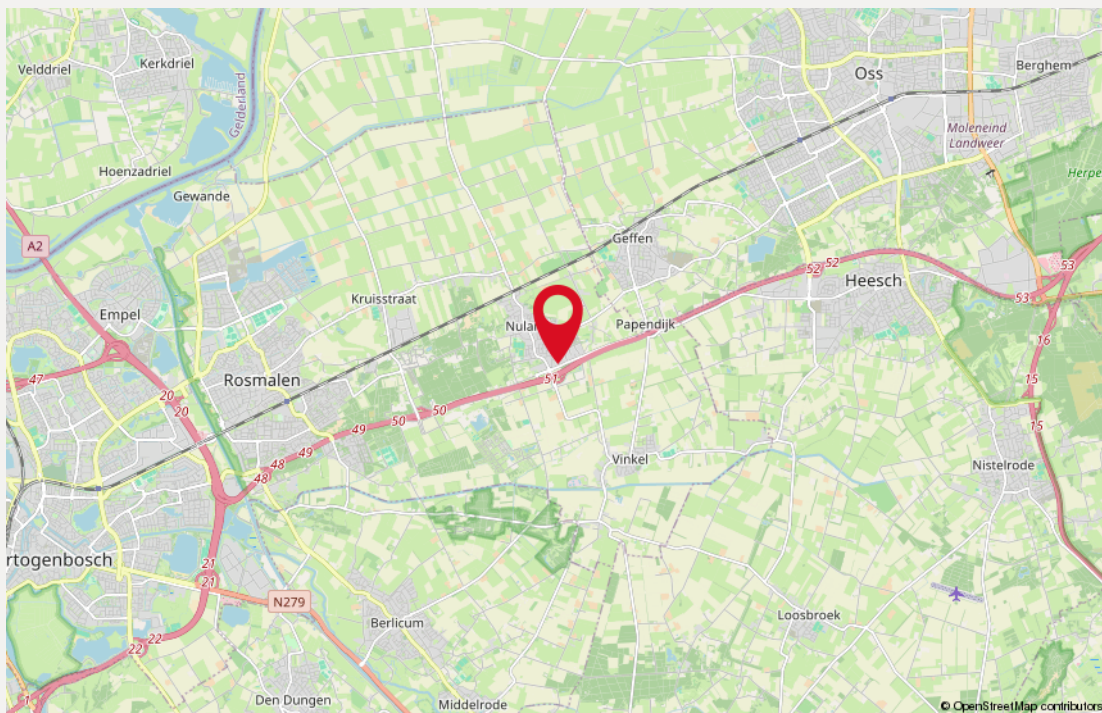 Velddriel
Kerkdriel
Gelderland
Oss
Berghem
Moleneind
Landweer
Hoenzadriel
Gewande
Herpe
Geffen
A2
52
52
53
53
Heesch
Kruisstraat
Empel
Nulan
Papendijk
16
47
51
Rosmalen
20
20
15
50
50
49
49
15
48
48
Vinkel
Nistelrode
rtogenbosch
21
21
N279
Loosbroek
Berlicum
22
22
1
Den Dungen
Middelrode
© OpenStreetMap contributors